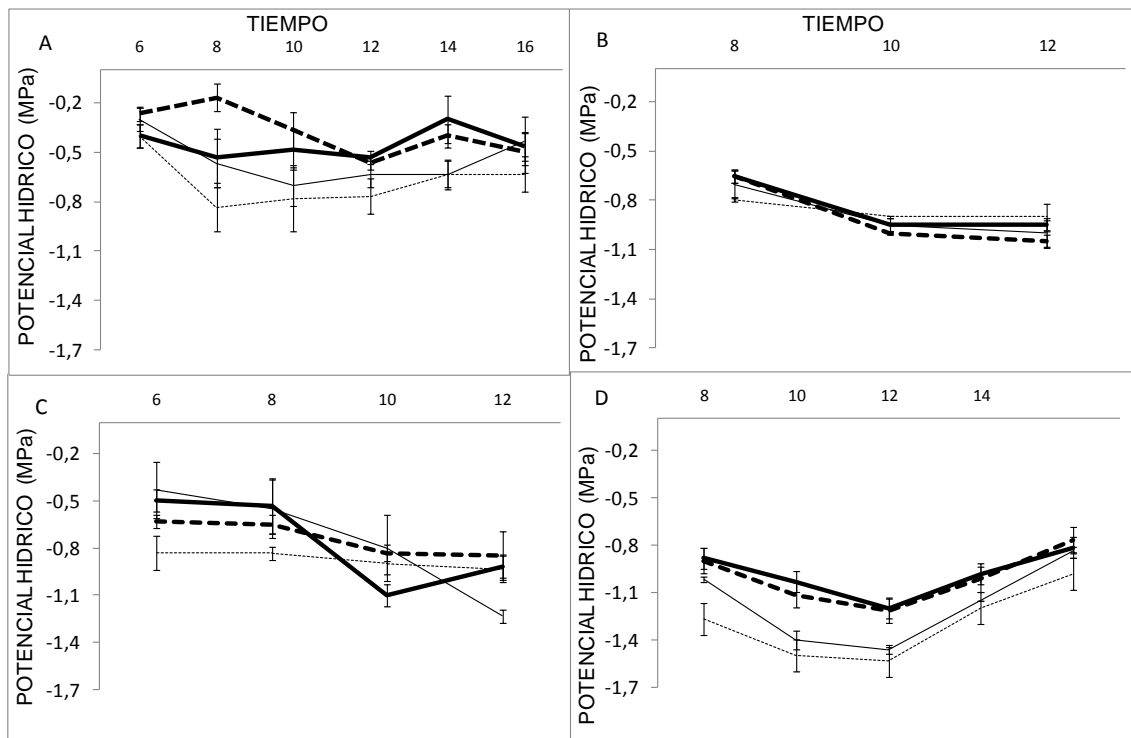 TIEMPO
A
6 8 10 12 14 16
POTENCIAL HIDRICO (MPa)
-0,2
-0,5
-0,8
-1,1
-1,4
-1,7
TIEMPO
B
8 10 12
POTENCIAL HIDRICO (MPa)
-0,2
-0,5
-0,8
-1,1
-1,4
-1,7
C
6 8 10 12
POTENCIAL HIDRICO (MPa)
-0,2
-0,5
-0,8
-1,1
-1,4
-1,7
D
8 10 12 14
POTENCIAL HIDRICO (MPa)
-0,2
-0,5
-0,8
-1,1
-1,4
-1,7